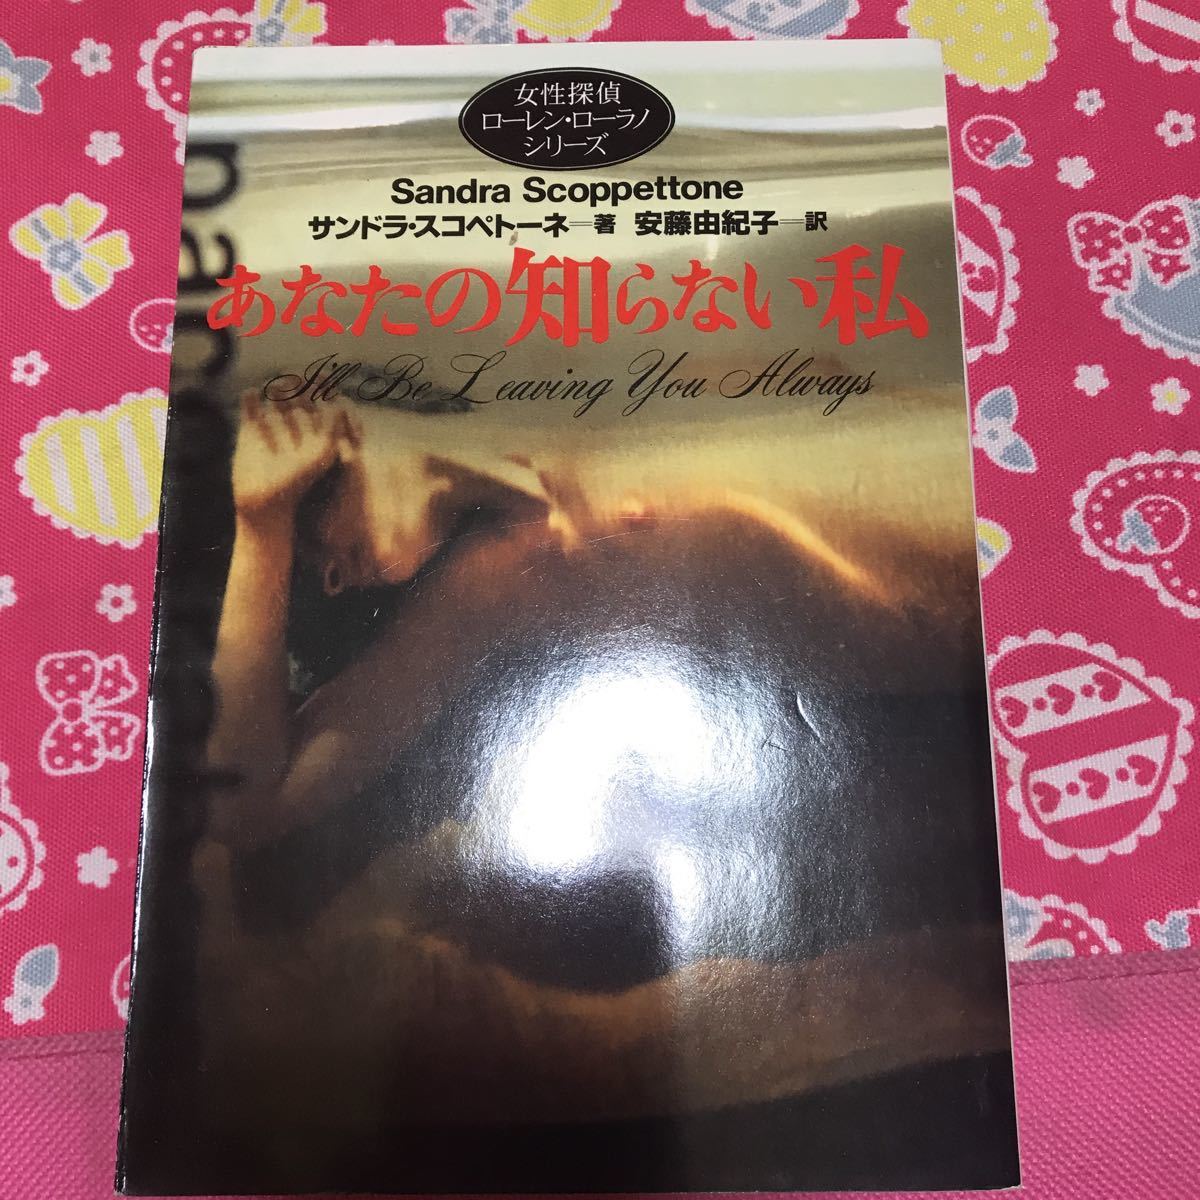 女性探偵
ローレン・ローラノ
シリーズ
Sandra Scoppettone
サンドラ・スコペトーネ＝著 安藤由紀子＝訳
あなたの知らない私
I'll Be Leaving You Always